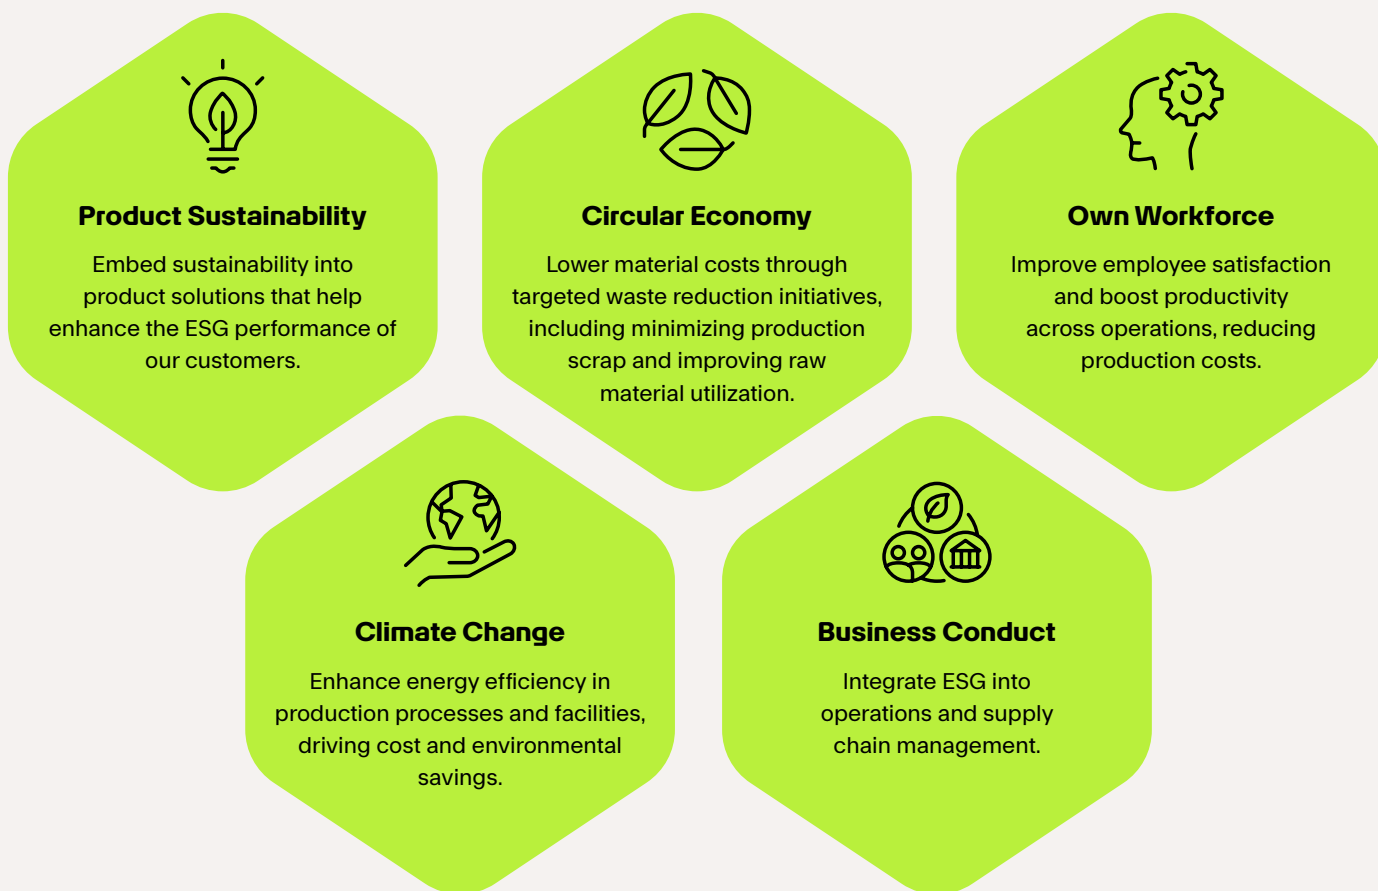 Product Sustainability
Embed sustainability into
product solutions that help
enhance the ESG performance of
our customers.
Circular Economy
Lower material costs through
targeted waste reduction initiatives,
including minimizing production
scrap and improving raw
material utilization.
Own Workforce
Improve employee satisfaction
and boost productivity
across operations, reducing
production costs.
Climate Change
Enhance energy efficiency in
production processes and facilities,
driving cost and environmental
savings.
Business Conduct
Integrate ESG into
operations and supply
chain management.